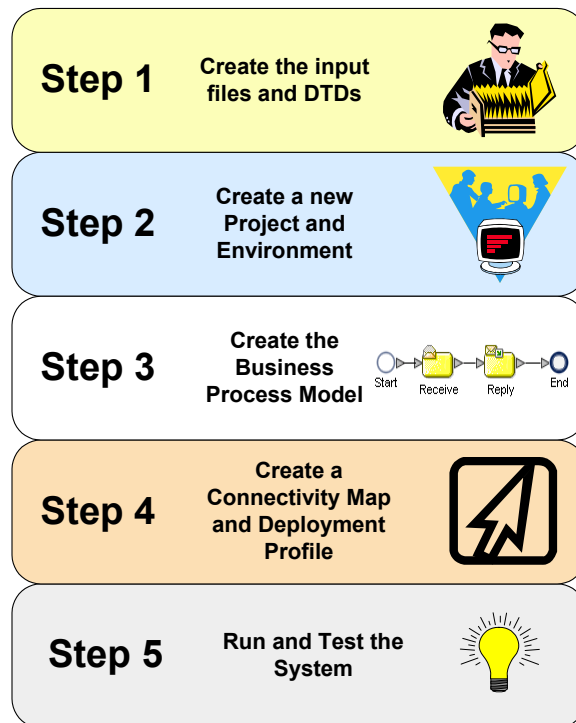 Step 1
Create the input
files and DTDs
Step 2
Create a new
Project and
Environment
Step 3
Create the
Business
Process Model
Start
Receive
Reply
End
Step 4
Create a
Connectivity Map
and Deployment
Profile
Step 5
Run and Test the
System